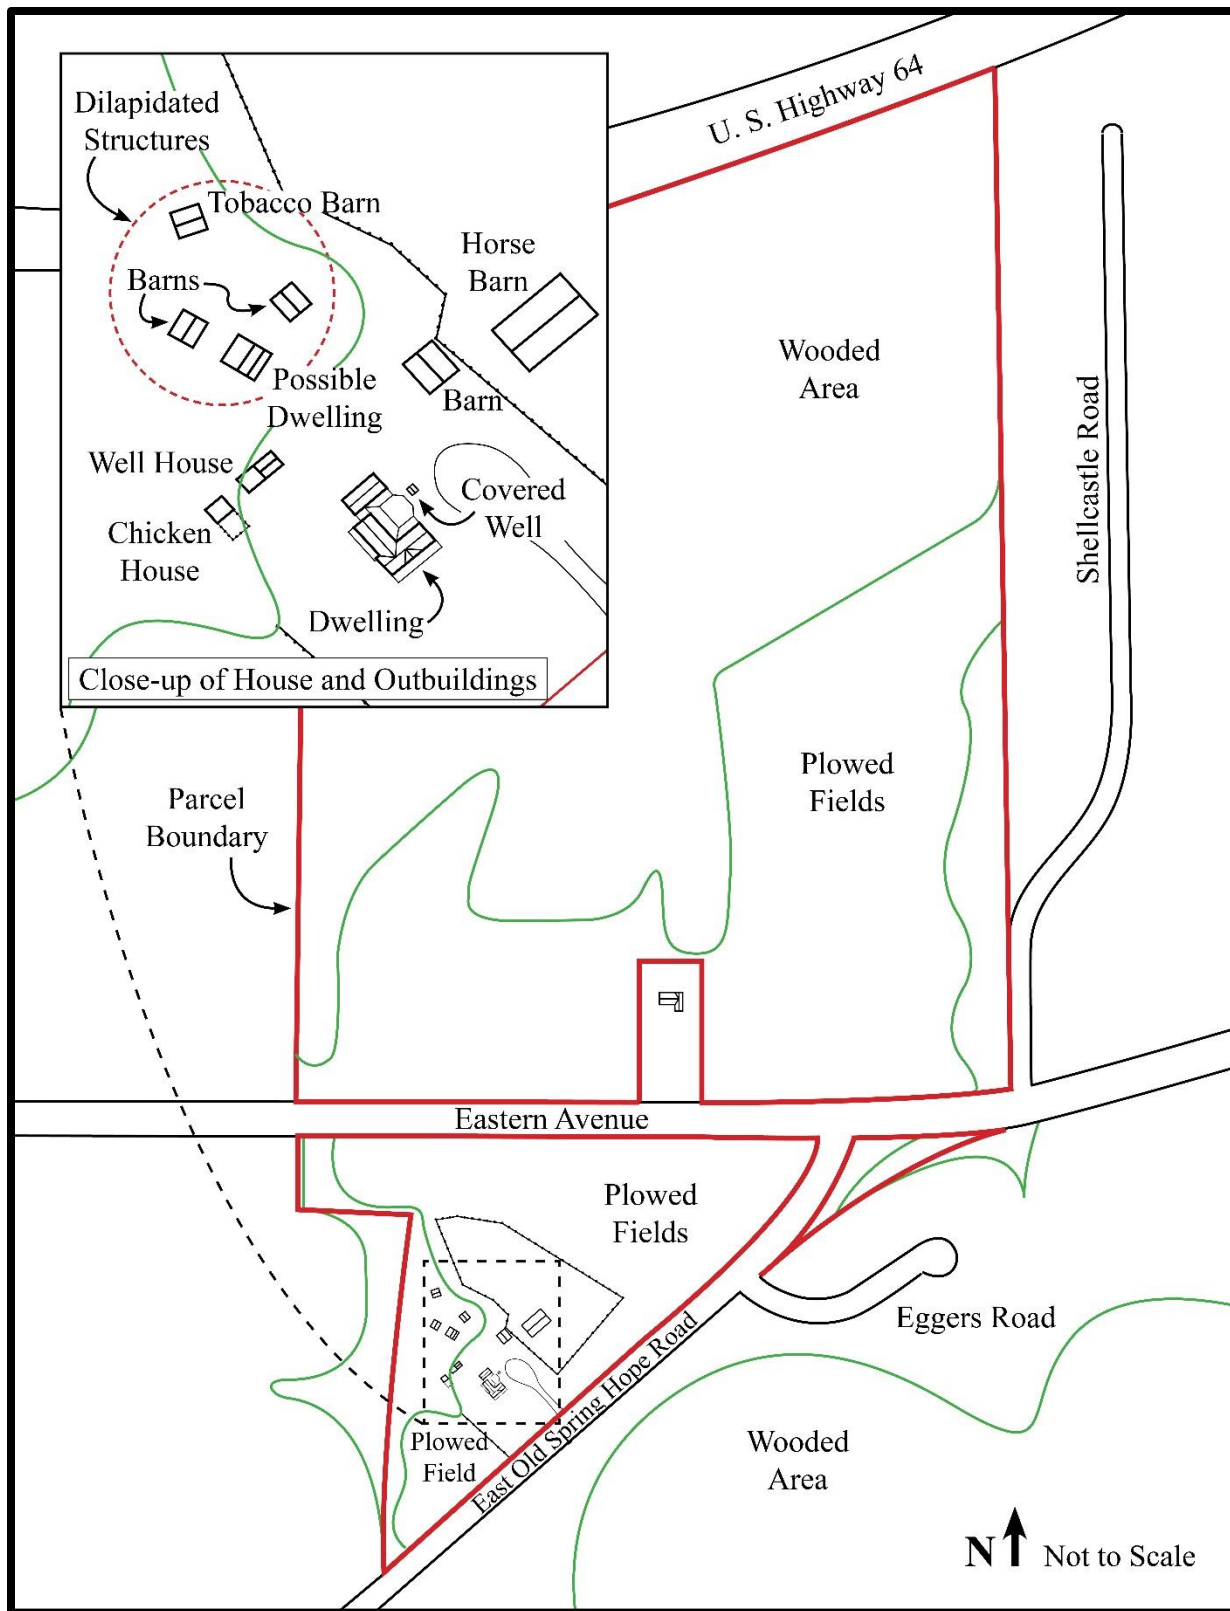 U. S. Highway 64
Dilapidated
Structures
Tobacco Barn
Barns
Horse
Barn
Possible
Dwelling
Barn
Well House
Covered
Well
Chicken
House
Dwelling
Close-up of House and Outbuildings
Wooded
Area
Shellcastle Road
Plowed
Fields
Parcel
Boundary
Eastern Avenue
Plowed
Fields
Eggers Road
East Old Spring Hope Road
Plowed
Field
Wooded
Area
N Not to Scale